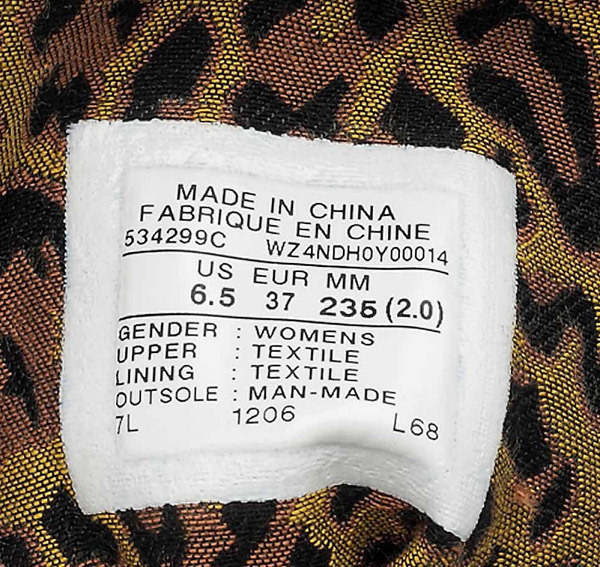 MADE IN CHINA
FABRIQUE EN CHINE
534299C WZ4NDH0Y00014
US EUR MM
6.5 37 235 (2.0)
GENDER : WOMENS
UPPER : TEXTILE
LINING : TEXTILE
OUTSOLE : MAN-MADE
7L 1206 L68